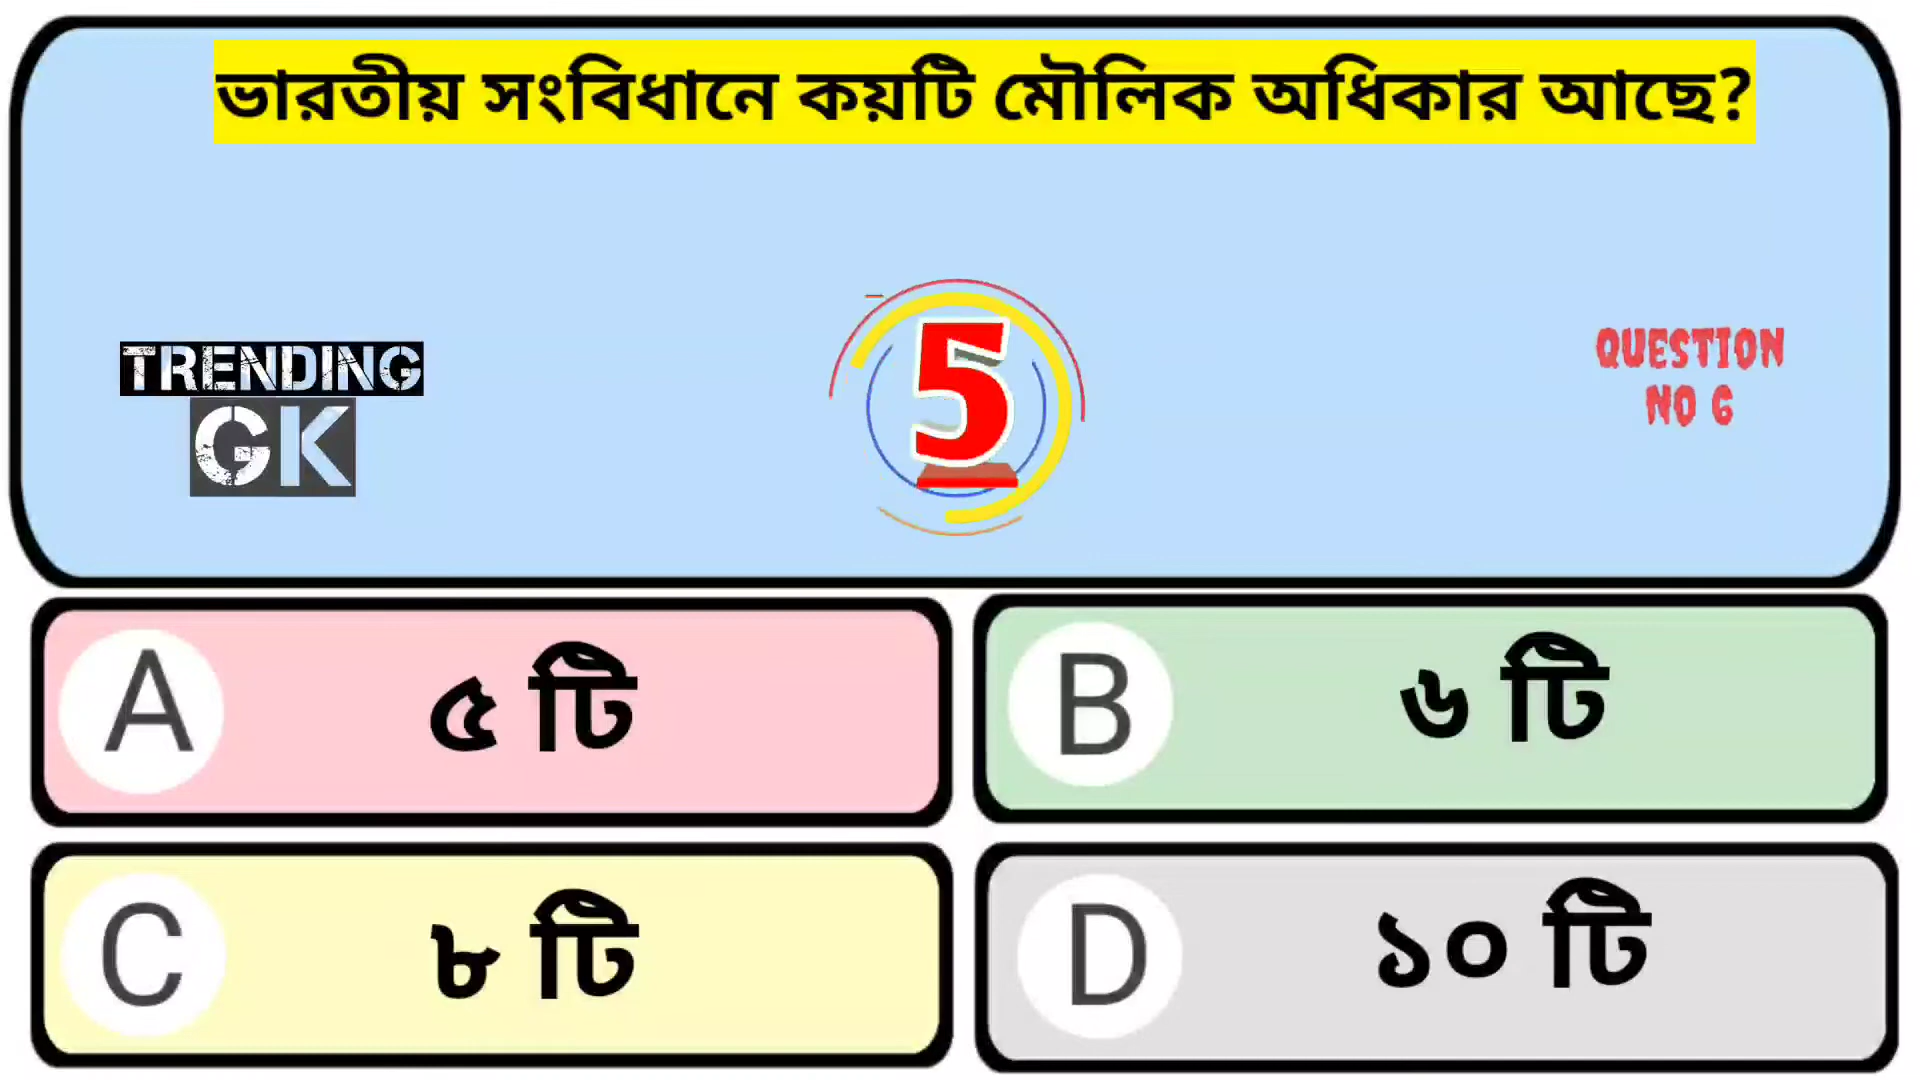 ভারতীয় সংবিধানে কয়টি মৌলিক অধিকার আছে?
TRENDING
GK
5
QUESTION
NO 6
A ৫ টি
B ৬ টি
C ৮ টি
D ১০ টি